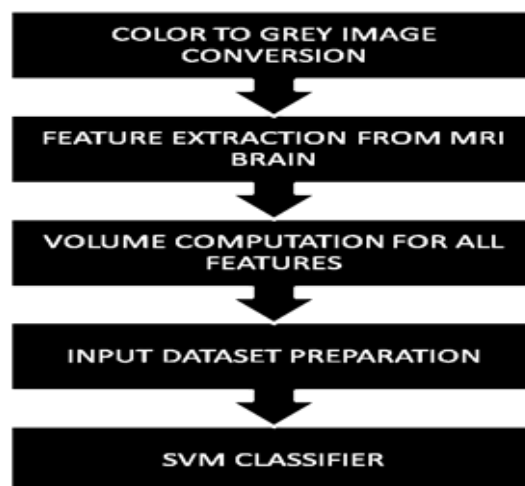 COLOR TO GREY IMAGE
CONVERSION
FEATURE EXTRACTION FROM MRI
BRAIN
VOLUME COMPUTATION FOR ALL
FEATURES
INPUT DATASET PREPARATION
SVM CLASSIFIER